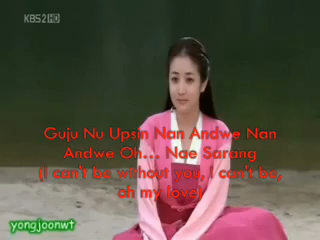 KBS2HD
Guju Nu Upsin Nan Andwe Nan
Andwe Oh... Nae Sarang
(I can't be without you, I can't be,
oh my love)
yongjoonwt